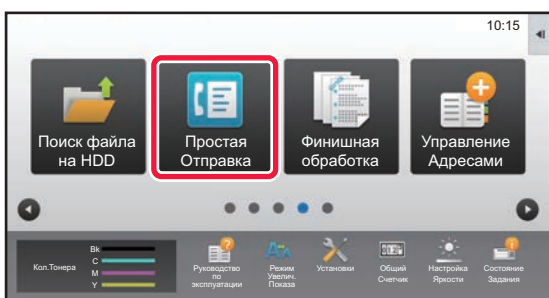 10:15
Поиск файла
на HDD
Простая
Отправка
Финишная
обработка
Управление
Адресами
Кол.Тонера
Bk
C
M
Y
Руководство
по
эксплуатации
Режим
Увелич.
Показа
Установки
Общий
Счетчик
Настройка
Яркости
Состояние
Задания